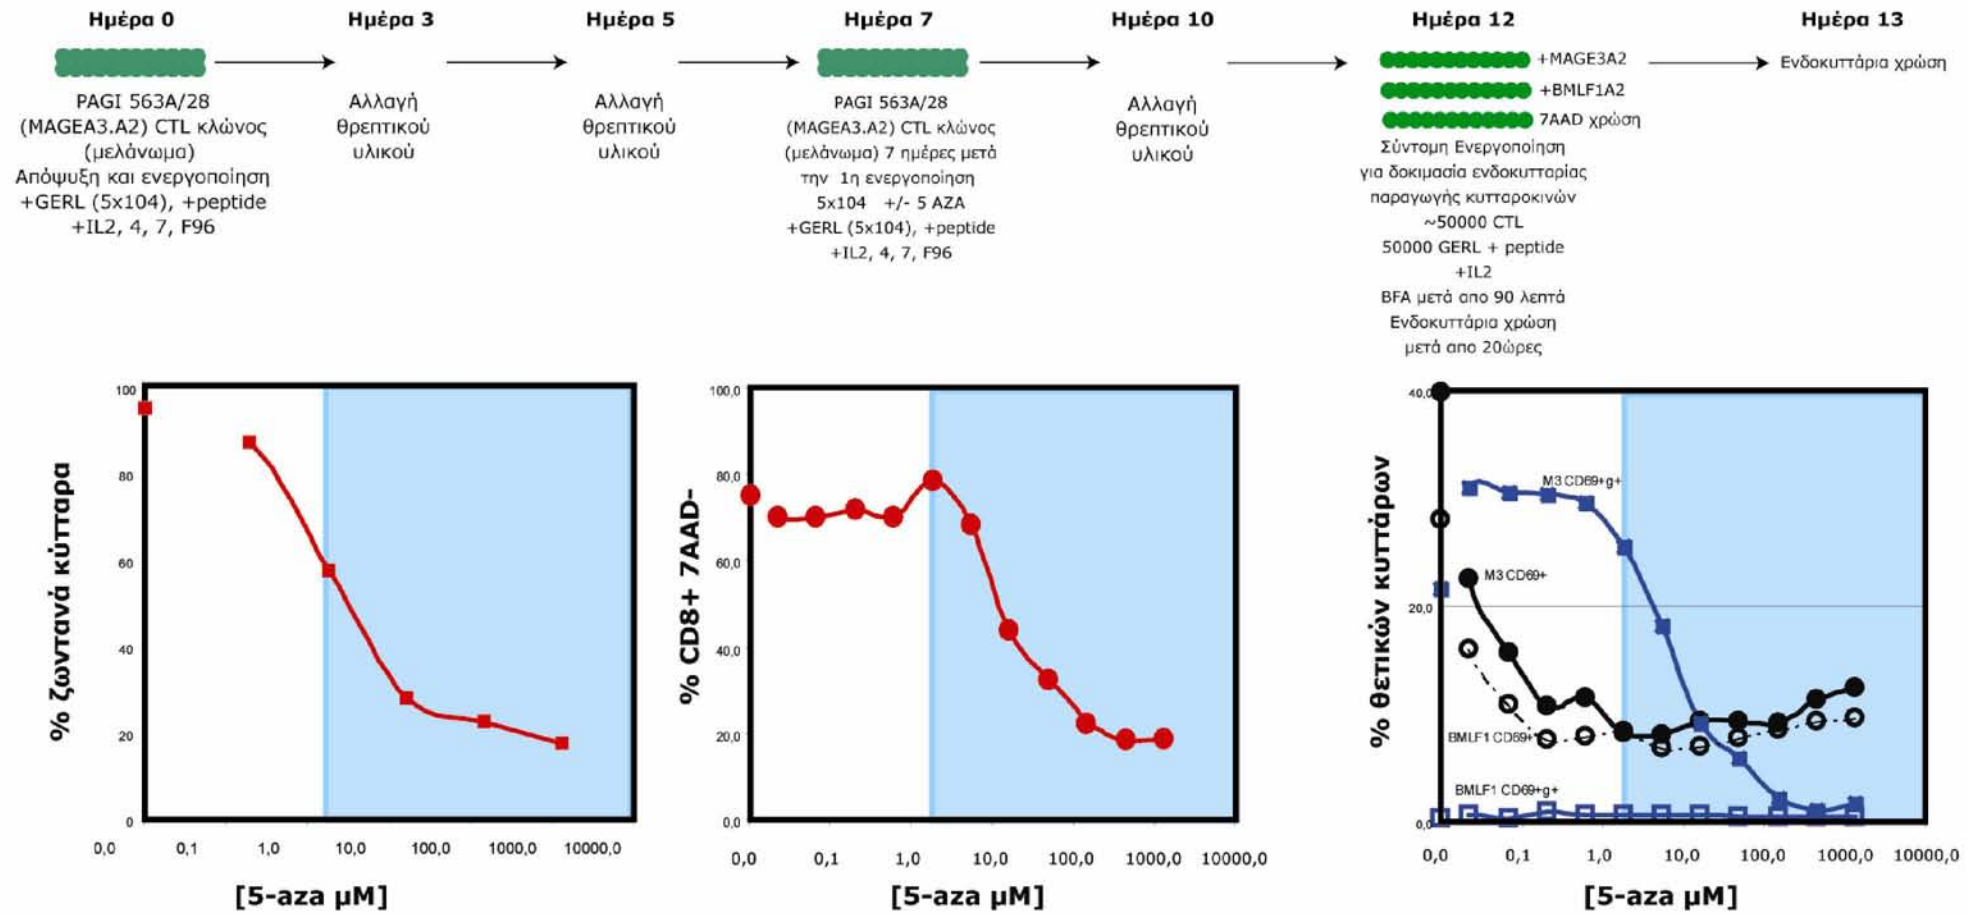 Ημέρα 0
Ημέρα 3
Ημέρα 5
Ημέρα 7
Ημέρα 10
Ημέρα 12
Ημέρα 13
PAGI 563A/28
(MAGEA3.A2) CTL κλώνος
(μελάνωμα)
Απόψυξη και ενεργοποίηση
+GERL (5x104), +peptide
+IL2, 4, 7, F96
Αλλαγή
θρεπτικού
υλικού
Αλλαγή
θρεπτικού
υλικού
PAGI 563A/28
(MAGEA3.A2) CTL κλώνος
(μελάνωμα) 7 ημέρες μετά
την 1η ενεργοποίηση
5x104 +/- 5 AZA
+GERL (5x104), +peptide
+IL2, 4, 7, F96
Αλλαγή
θρεπτικού
υλικού
+MAGE3A2
+BMLF1A2
7AAD χρώση
Σύντομη Ενεργοποίηση
για δοκιμασία ενδοκυτταρίας
παραγωγής κυτταροκινών
~50000 CTL
50000 GERL + peptide
+IL2
BFA μετά απο 90 λεπτά
Ενδοκυττάρια χρώση
μετά απο 20ώρες
Ενδοκυττάρια χρώση
% ζωντανά κύτταρα
100
80
60
40
20
0
0,0 0,1 1,0 10,0 100,0 1000,0 10000,0
[5-aza μM]
% CD8+ 7AAD-
100,0
80,0
60,0
40,0
20,0
0,0
0,0 0,1 1,0 10,0 100,0 1000,0 10000,0
[5-aza μM]
% θετικών κυττάρων
40,0
20,0
0,0
M3 CD69+g+
M3 CD69+
BMLF1 CD69+
BMLF1 CD69+g+
0,0 0,1 1,0 10,0 100,0 1000,0 10000,0
[5-aza μM]